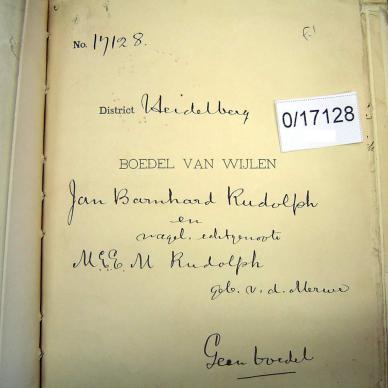 No. 17128.
District Heidelberg
0/17128
BOEDEL VAN WIJLEN
Jan Barnhard Rudolph
en
nagel. echtgenoote
M. E. M Rudolph
geb. v. d. Merwe
Geen boedel